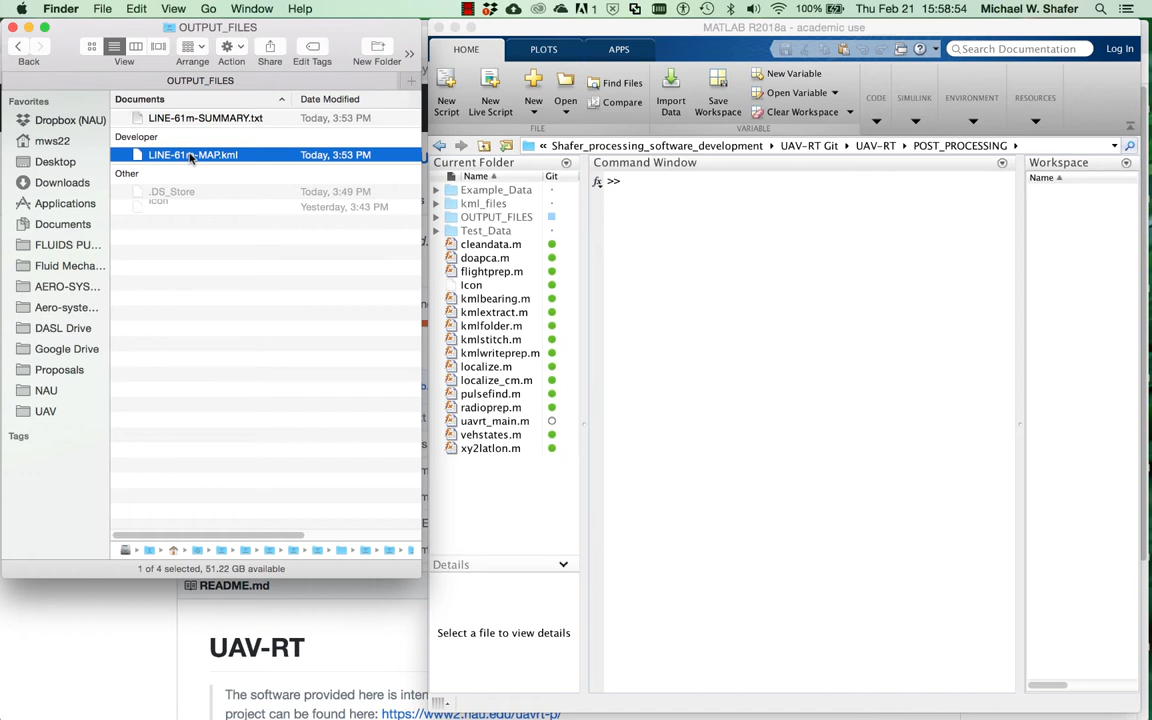 Finder File Edit View Go Window Help
100% Thu Feb 21 15:58:54 Michael W. Shafer
OUTPUT_FILES
Back View Arrange Action Share Edit Tags New Folder
OUTPUT_FILES
Favorites
Dropbox (NAU)
mws22
Desktop
Downloads
Applications
Documents
FLUIDS PU...
Fluid Mecha...
AERO-SYS...
Aero-syste...
DASL Drive
Google Drive
Proposals
NAU
UAV
Tags
Documents Date Modified
LINE-61m-SUMMARY.txt Today, 3:53 PM
Developer
LINE-61m-MAP.kml Today, 3:53 PM
Other
.DS_Store Today, 3:49 PM
Icon Yesterday, 3:43 PM
1 of 4 selected, 51.22 GB available
README.md
UAV-RT
The software provided here is inten
project can be found here: https://www2.nau.edu/uavrt-p/
MATLAB R2018a - academic use
HOME PLOTS APPS
Search Documentation Log In
New Script
New Live Script
New
Open
Find Files
Compare
Import Data
Save Workspace
New Variable
Open Variable
Clear Workspace
CODE SIMULINK ENVIRONMENT RESOURCES
FILE VARIABLE
« Shafer_processing_software_development ▸ UAV-RT Git ▸ UAV-RT ▸ POST_PROCESSING ▸
Current Folder
Name Git
Example_Data
kml_files
OUTPUT_FILES
Test_Data
cleandata.m
doapca.m
flightprep.m
Icon
kmlbearing.m
kmlextract.m
kmlfolder.m
kmlstitch.m
kmlwriteprep.m
localize.m
localize_cm.m
pulsefind.m
radioprep.m
uavrt_main.m
vehstates.m
xy2latlon.m
Details
Select a file to view details
Command Window
fx >>
Workspace
Name